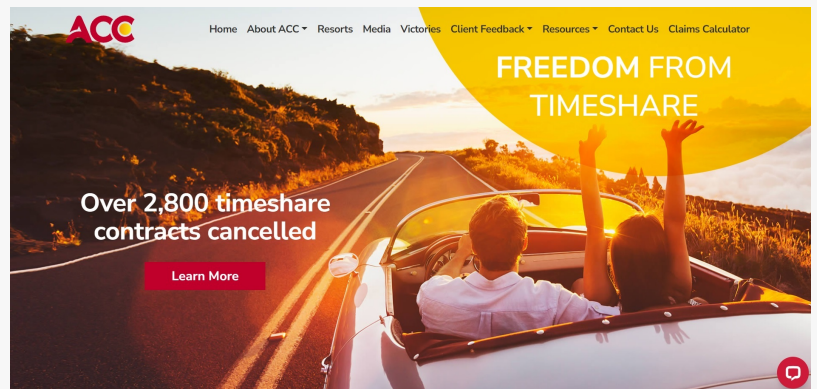 ACC
Home About ACC Resorts Media Victories Client Feedback Resources Contact Us Claims Calculator
FREEDOM FROM
TIMESHARE
Over 2,800 timeshare
contracts cancelled
Learn More